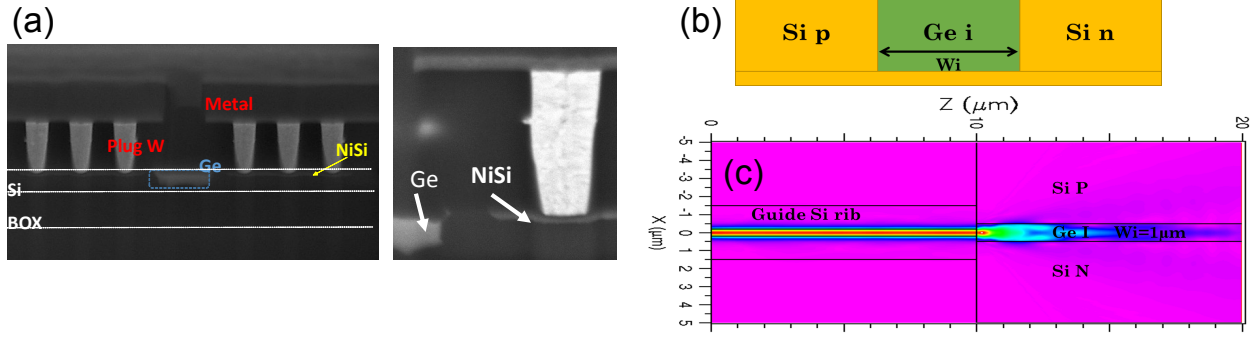 (a)
Metal
Plug W
NiSi
Ge
Si
BOX
Ge
NiSi
(b)
Si p
Ge i
Si n
Wi
Z (μm)
0
10
20
(c)
-5
-4
-3
-2
-1
0
1
2
3
4
5
X (μm)
Guide Si rib
Si P
Ge I
Wi=1μm
Si N